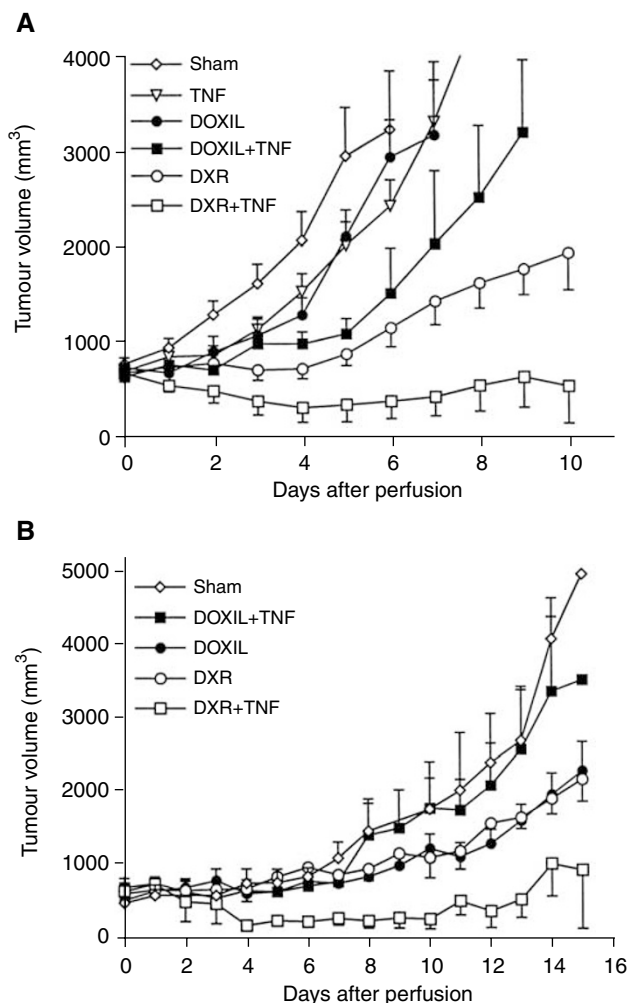 A
4000
3000
2000
1000
0
Tumour volume (mm³)
Sham
TNF
DOXIL
DOXIL+TNF
DXR
DXR+TNF
0 2 4 6 8 10
Days after perfusion
B
5000
4000
3000
2000
1000
0
Tumour volume (mm³)
Sham
DOXIL+TNF
DOXIL
DXR
DXR+TNF
0 2 4 6 8 10 12 14 16
Days after perfusion